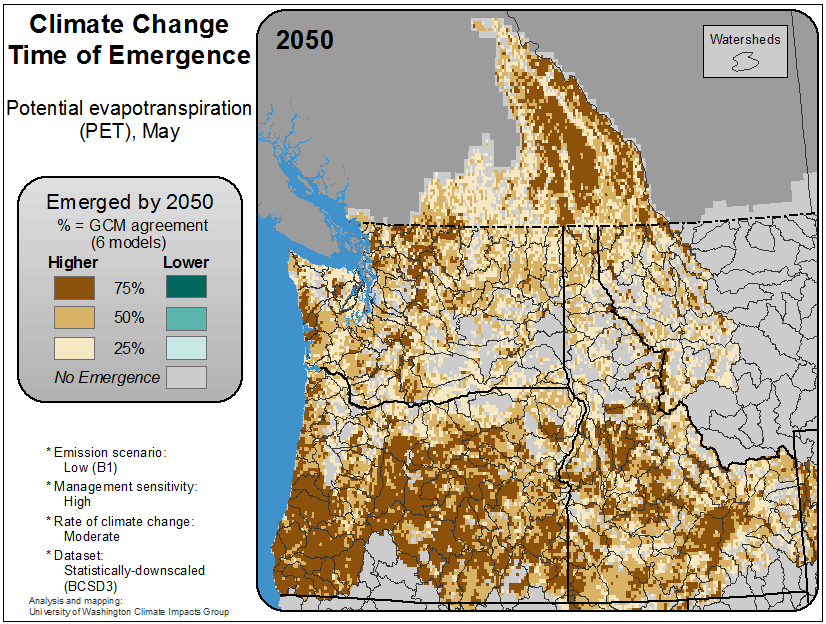 Climate Change
Time of Emergence
Potential evapotranspiration
(PET), May
Emerged by 2050
% = GCM agreement
(6 models)
Higher Lower
75%
50%
25%
No Emergence
* Emission scenario:
Low (B1)
* Management sensitivity:
High
* Rate of climate change:
Moderate
* Dataset:
Statistically-downscaled
(BCSD3)
Analysis and mapping:
University of Washington Climate Impacts Group
2050
Watersheds